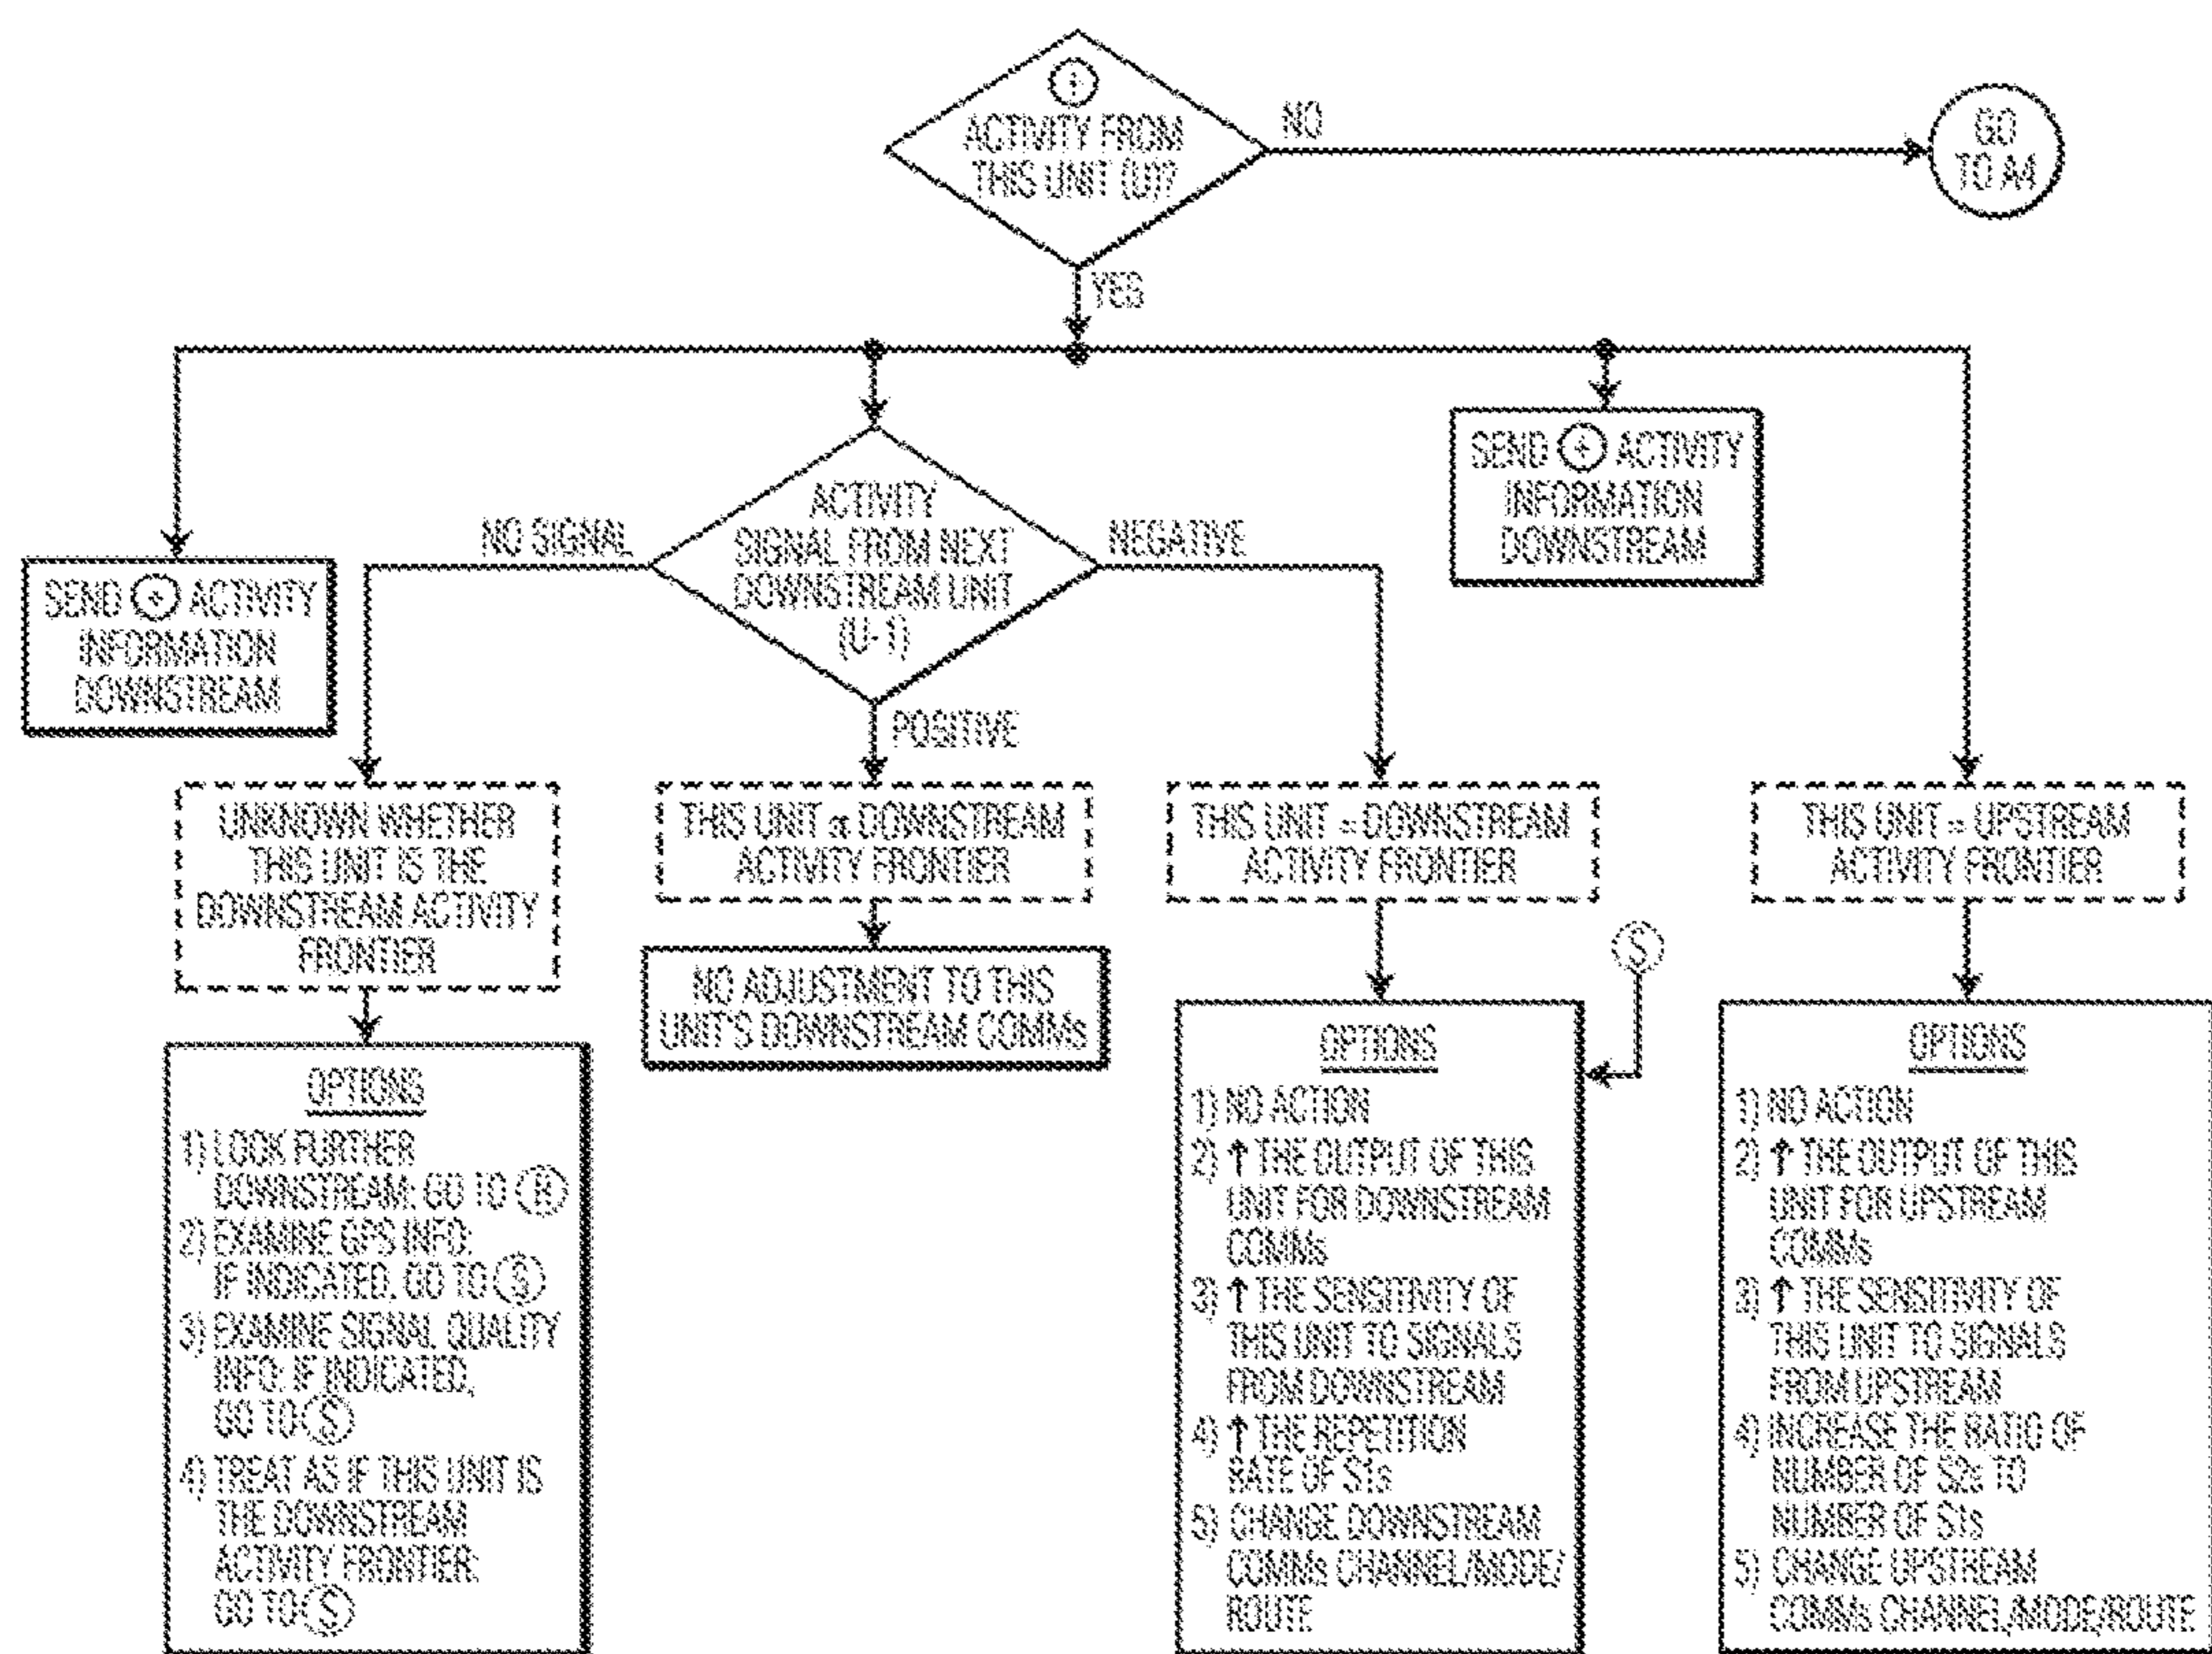 +
ACTIVITY FROM
THIS UNIT (U)?
NO
GO
TO A4
YES
SEND + ACTIVITY
INFORMATION
DOWNSTREAM
ACTIVITY
SIGNAL FROM NEXT
DOWNSTREAM UNIT
(U-1)
NO SIGNAL
NEGATIVE
POSITIVE
SEND + ACTIVITY
INFORMATION
DOWNSTREAM
UNKNOWN WHETHER
THIS UNIT IS THE
DOWNSTREAM ACTIVITY
FRONTIER
THIS UNIT ≠ DOWNSTREAM
ACTIVITY FRONTIER
THIS UNIT = DOWNSTREAM
ACTIVITY FRONTIER
THIS UNIT = UPSTREAM
ACTIVITY FRONTIER
NO ADJUSTMENT TO THIS
UNIT'S DOWNSTREAM COMMs
S
OPTIONS
1) LOOK FURTHER
DOWNSTREAM: GO TO R
2) EXAMINE GPS INFO:
IF INDICATED, GO TO S
3) EXAMINE SIGNAL QUALITY
INFO: IF INDICATED,
GO TO S
4) TREAT AS IF THIS UNIT IS
THE DOWNSTREAM
ACTIVITY FRONTIER:
GO TO S
OPTIONS
1) NO ACTION
2) ↑ THE OUTPUT OF THIS
UNIT FOR DOWNSTREAM
COMMs
3) ↑ THE SENSITIVITY OF
THIS UNIT TO SIGNALS
FROM DOWNSTREAM
4) ↑ THE REPETITION
RATE OF S1s
5) CHANGE DOWNSTREAM
COMMs CHANNEL/MODE/
ROUTE
OPTIONS
1) NO ACTION
2) ↑ THE OUTPUT OF THIS
UNIT FOR UPSTREAM
COMMs
3) ↑ THE SENSITIVITY OF
THIS UNIT TO SIGNALS
FROM UPSTREAM
4) INCREASE THE RATIO OF
NUMBER OF S2s TO
NUMBER OF S1s
5) CHANGE UPSTREAM
COMMs CHANNEL/MODE/ROUTE